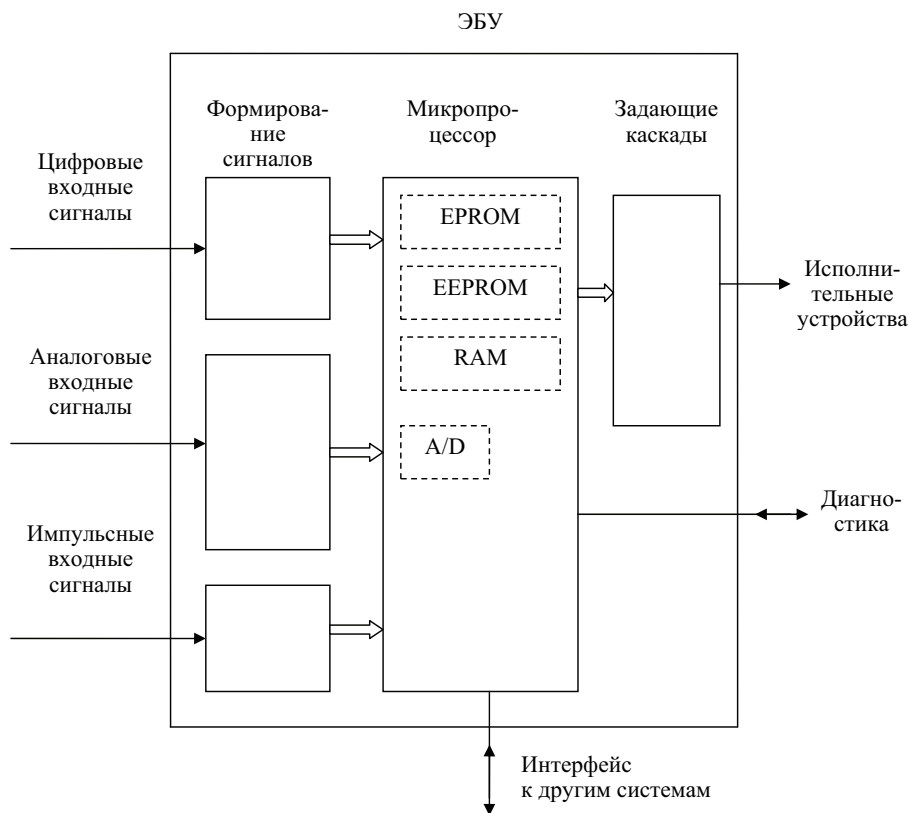 ЭБУ
Формирова-
ние
сигналов
Микропро-
цессор
Задающие
каскады
Цифровые
входные
сигналы
EPROM
EEPROM
RAM
A/D
Исполни-
тельные
устройства
Аналоговые
входные
сигналы
Диагно-
стика
Импульсные
входные
сигналы
Интерфейс
к другим системам